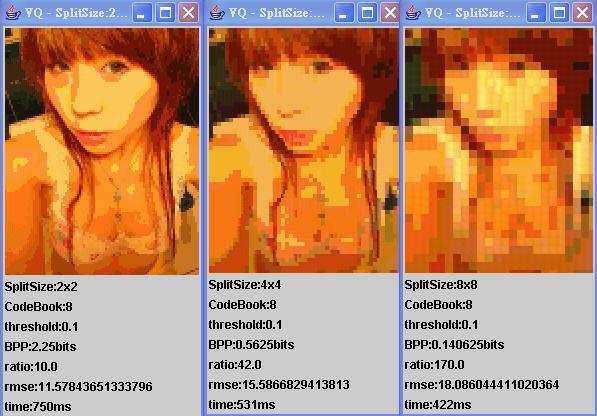 VQ - SplitSize:2...
SplitSize:2x2
CodeBook:8
threshold:0.1
BPP:2.25bits
ratio:10.0
rmse:11.57843651333796
time:750ms
VQ - SplitSize:...
SplitSize:4x4
CodeBook:8
threshold:0.1
BPP:0.5625bits
ratio:42.0
rmse:15.5866829413813
time:531ms
VQ - SplitSize:...
SplitSize:8x8
CodeBook:8
threshold:0.1
BPP:0.140625bits
ratio:170.0
rmse:18.086044411020364
time:422ms